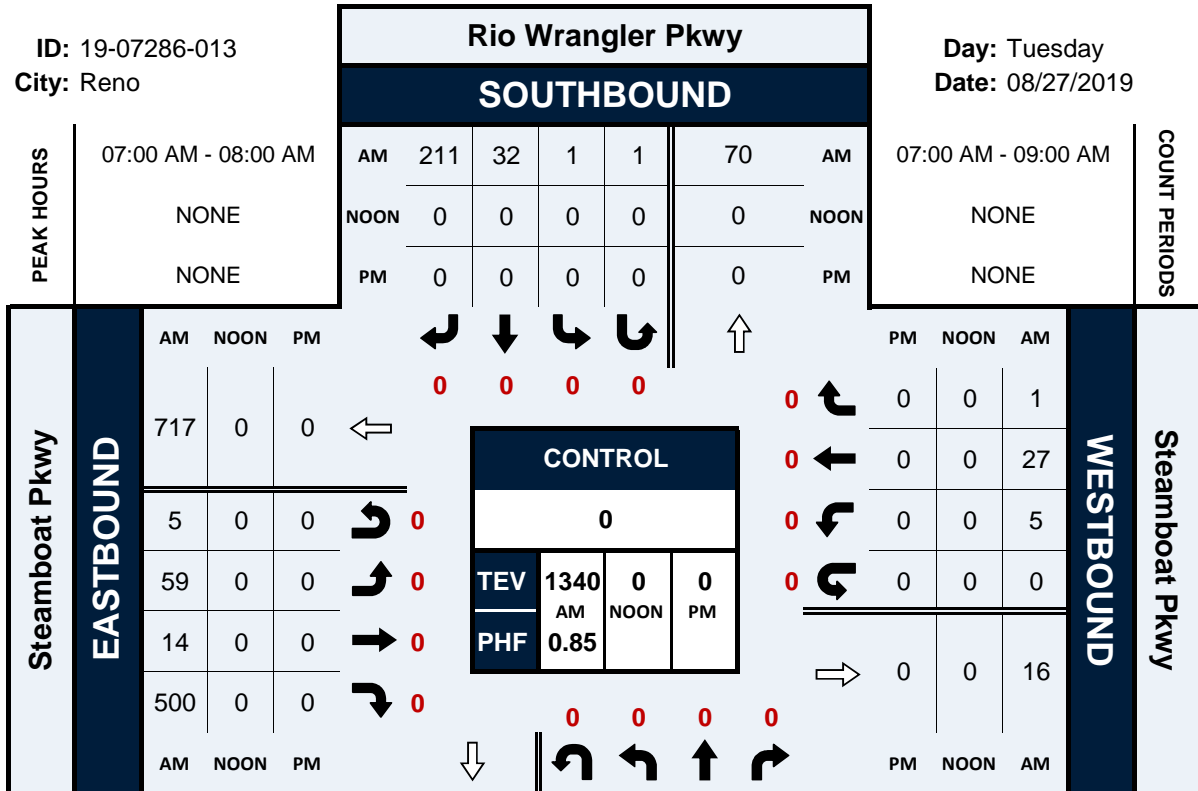 Rio Wrangler Pkwy
SOUTHBOUND
ID: 19-07286-013
City: Reno
Day: Tuesday
Date: 08/27/2019
PEAK HOURS
07:00 AM - 08:00 AM
NONE
NONE
AM 211 32 1 1 70 AM
NOON 0 0 0 0 0 NOON
PM 0 0 0 0 0 PM
07:00 AM - 09:00 AM
NONE
NONE
COUNT PERIODS
Steamboat Pkwy
EASTBOUND
AM NOON PM
717 0 0
5 0 0 0
59 0 0 0
14 0 0 0
500 0 0 0
AM NOON PM
0 0 0 0
CONTROL
0
TEV 1340 0 0
AM NOON PM
PHF 0.85
0 0 0 0
PM NOON AM
0 0 0 1
0 0 0 27
0 0 0 5
0 0 0 0
0 0 16
PM NOON AM
WESTBOUND
Steamboat Pkwy